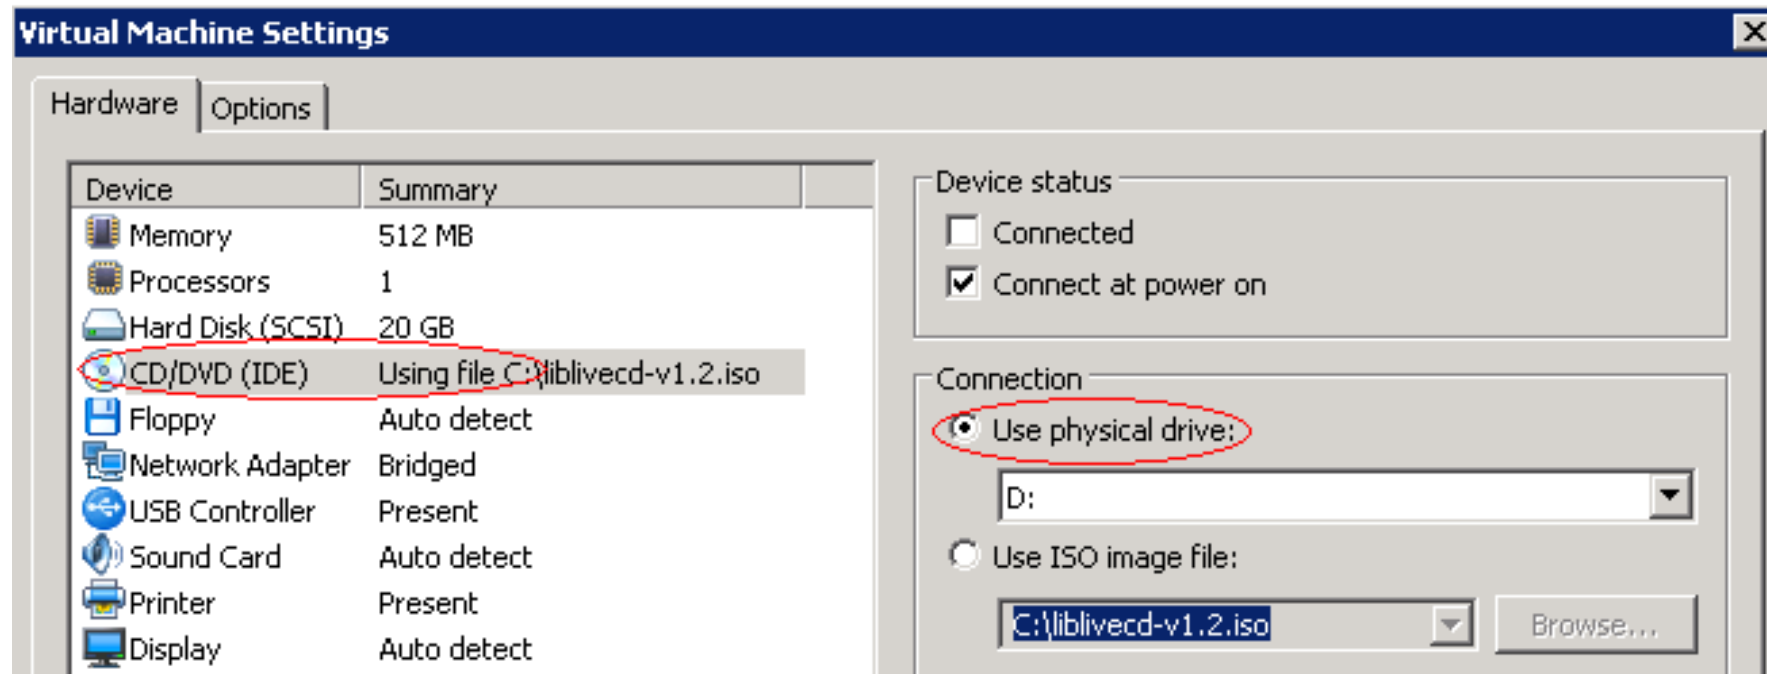 Virtual Machine Settings
Hardware
Options
Device Summary
Memory 512 MB
Processors 1
Hard Disk (SCSI) 20 GB
CD/DVD (IDE) Using file C:\liblivecd-v1.2.iso
Floppy Auto detect
Network Adapter Bridged
USB Controller Present
Sound Card Auto detect
Printer Present
Display Auto detect
Device status
Connected
Connect at power on
Connection
Use physical drive:
D:
Use ISO image file:
C:\liblivecd-v1.2.iso
Browse...